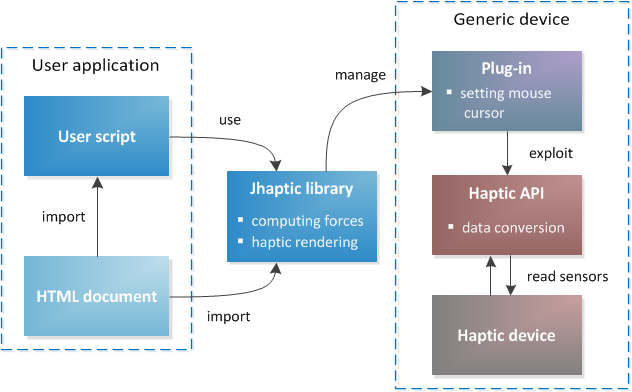 Generic device
User application
Plug-in
▪ setting mouse
cursor
manage
User script
use
exploit
Jhaptic library
▪ computing forces
▪ haptic rendering
Haptic API
▪ data conversion
import
HTML document
import
read sensors
Haptic device